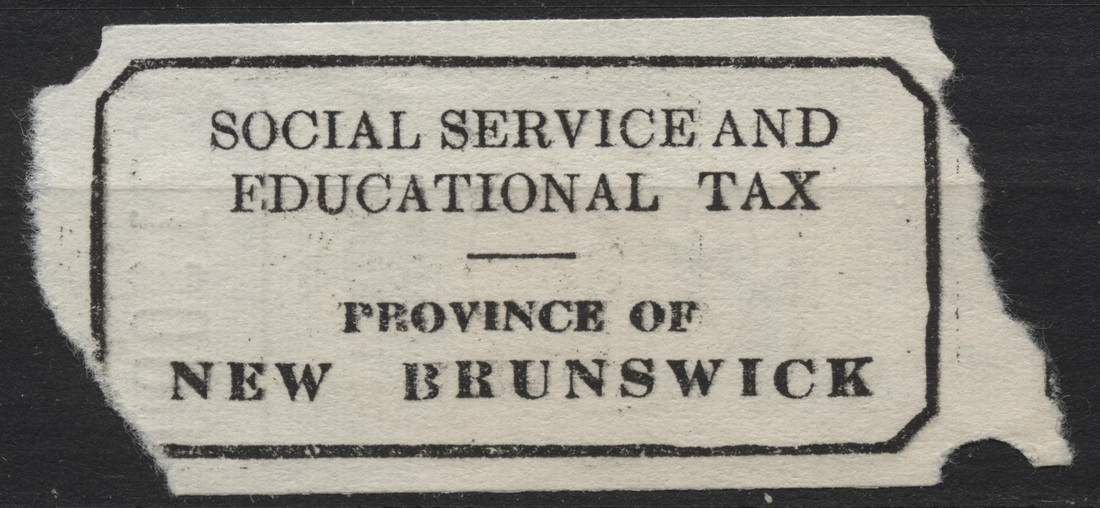 SOCIAL SERVICE AND
EDUCATIONAL TAX
PROVINCE OF
NEW BRUNSWICK